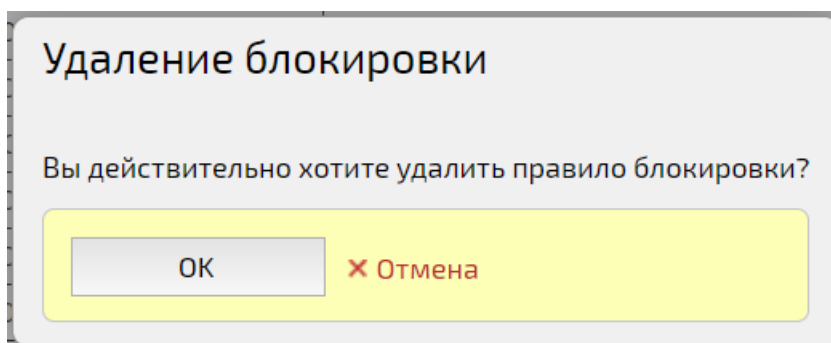 Удаление блокировки
Вы действительно хотите удалить правило блокировки?
ОК
Отмена